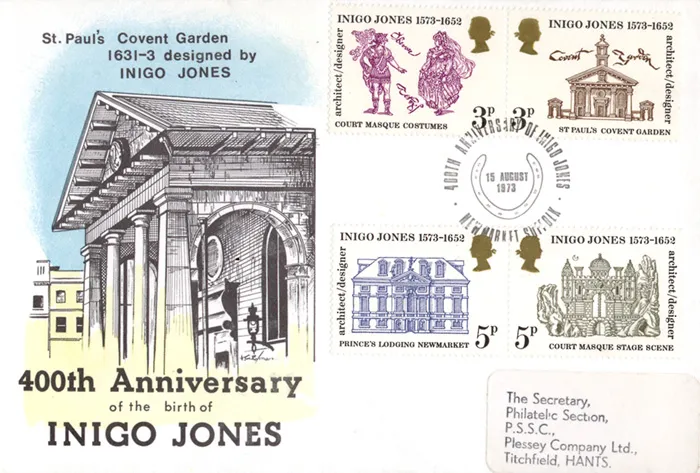 St. Paul's Covent Garden
1631-3 designed by
INIGO JONES
400th Anniversary
of the birth of
INIGO JONES
INIGO JONES 1573-1652
architect/designer
3P
COURT MASQUE COSTUMES
INIGO JONES 1573-1652
architect/designer
Covent Garden
3P
ST PAUL'S COVENT GARDEN
400TH ANNIVERSARY OF INIGO JONES
15 AUGUST
1973
NEWMARKET SUFFOLK
INIGO JONES 1573-1652
architect/designer
5P
PRINCE'S LODGING NEWMARKET
INIGO JONES 1573-1652
architect/designer
5P
COURT MASQUE STAGE SCENE
The Secretary,
Philatelic Section,
P.S.S.C.,
Plessey Company Ltd.,
Titchfield, HANTS.